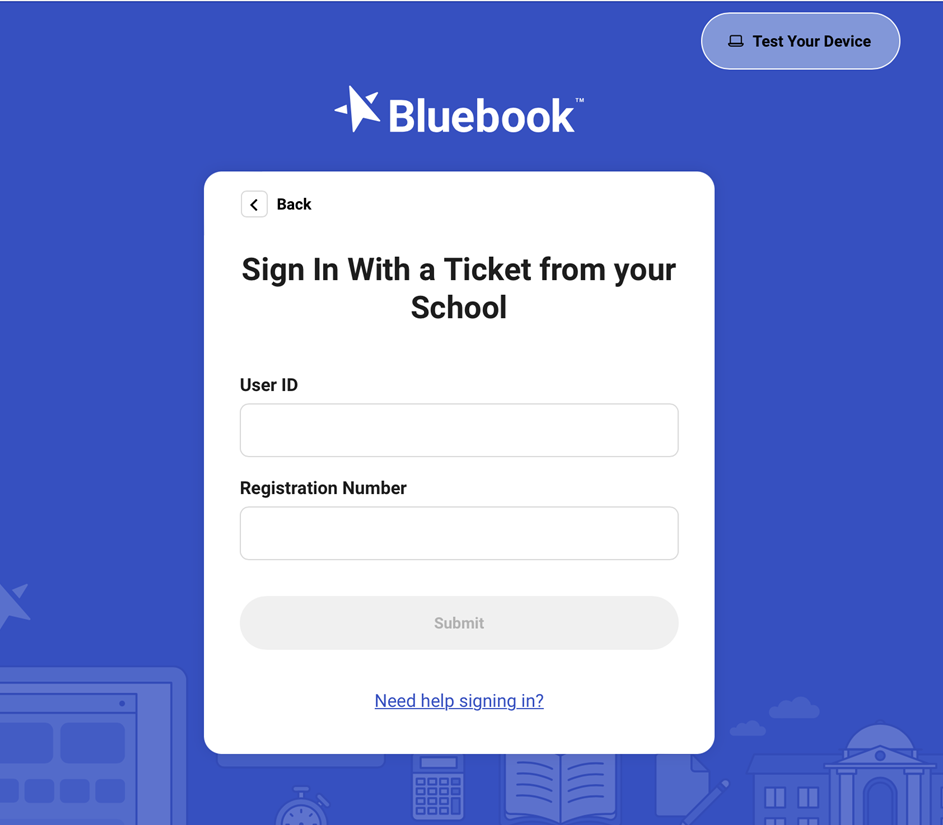 Test Your Device
Bluebook™
Back
Sign In With a Ticket from your
School
User ID
Registration Number
Submit
Need help signing in?